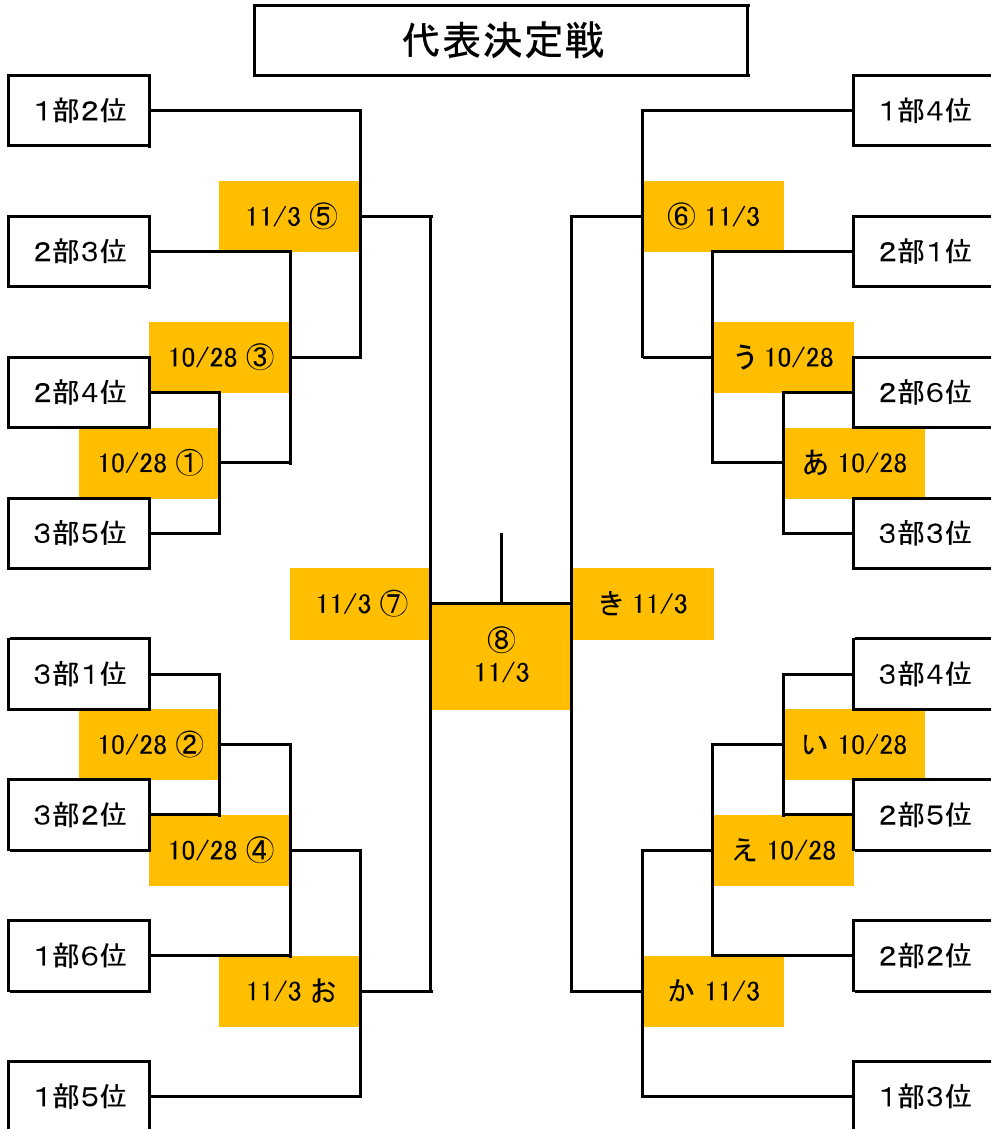 代表決定戦
1部2位
1部4位
11/3 ⑤
⑥ 11/3
2部3位
2部1位
10/28 ③
う 10/28
2部4位
2部6位
10/28 ①
あ 10/28
3部5位
3部3位
11/3 ⑦
き 11/3
⑧
11/3
3部1位
3部4位
10/28 ②
い 10/28
3部2位
2部5位
10/28 ④
え 10/28
1部6位
2部2位
11/3 お
か 11/3
1部5位
1部3位